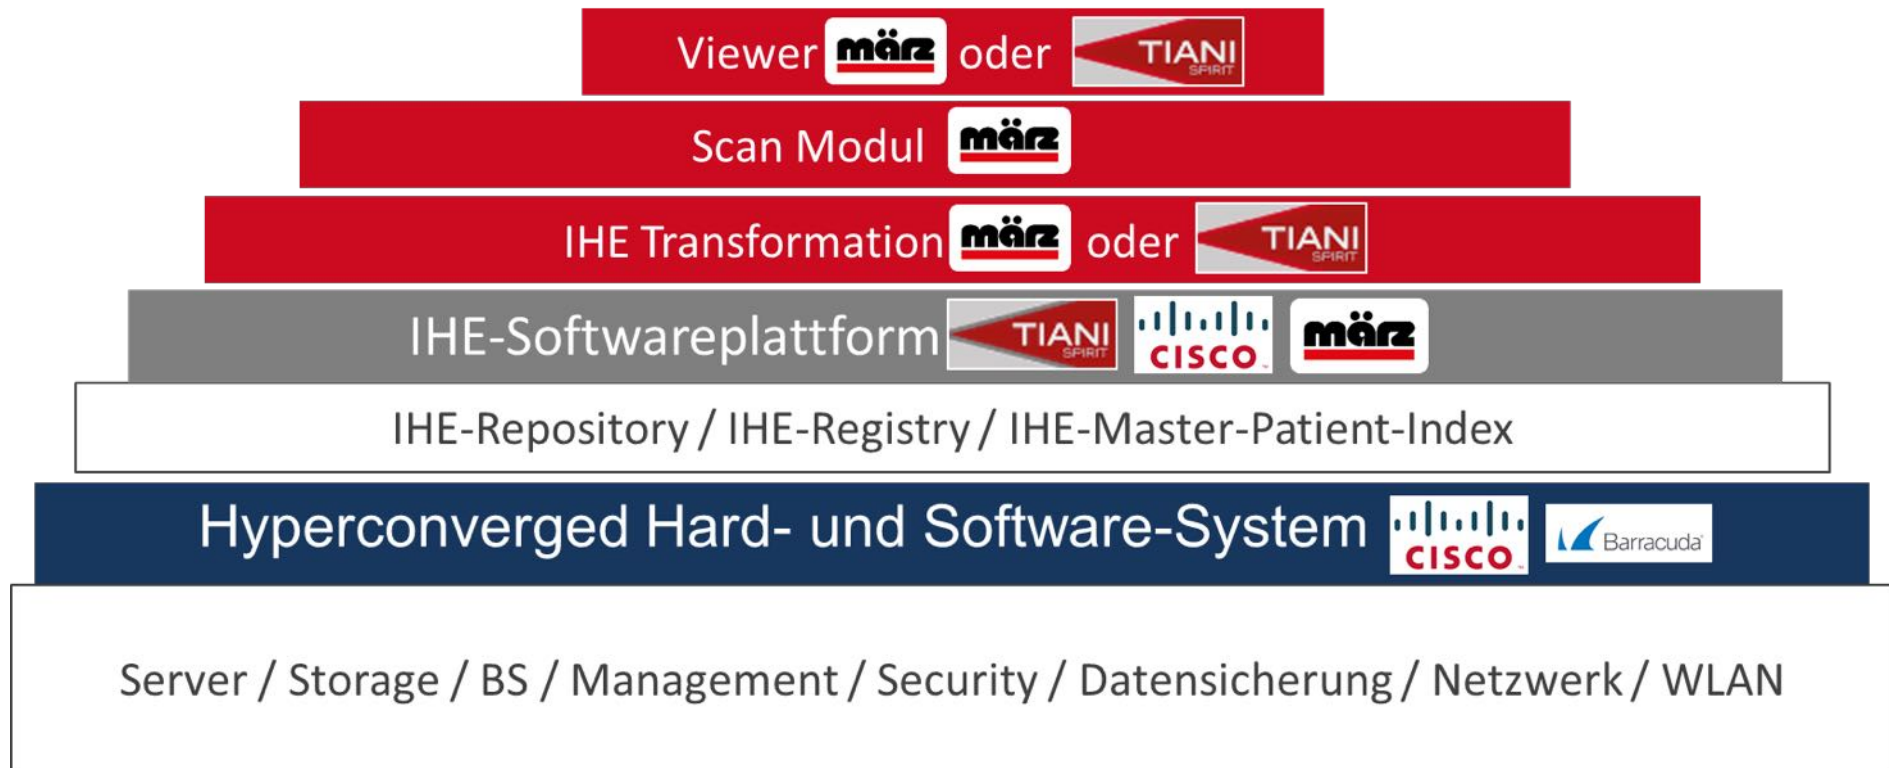 Viewer märz oder TIANI SPIRIT
Scan Modul märz
IHE Transformation märz oder TIANI SPIRIT
IHE-Softwareplattform TIANI SPIRIT CISCO märz
IHE-Repository / IHE-Registry / IHE-Master-Patient-Index
Hyperconverged Hard- und Software-System CISCO Barracuda
Server / Storage / BS / Management / Security / Datensicherung / Netzwerk / WLAN